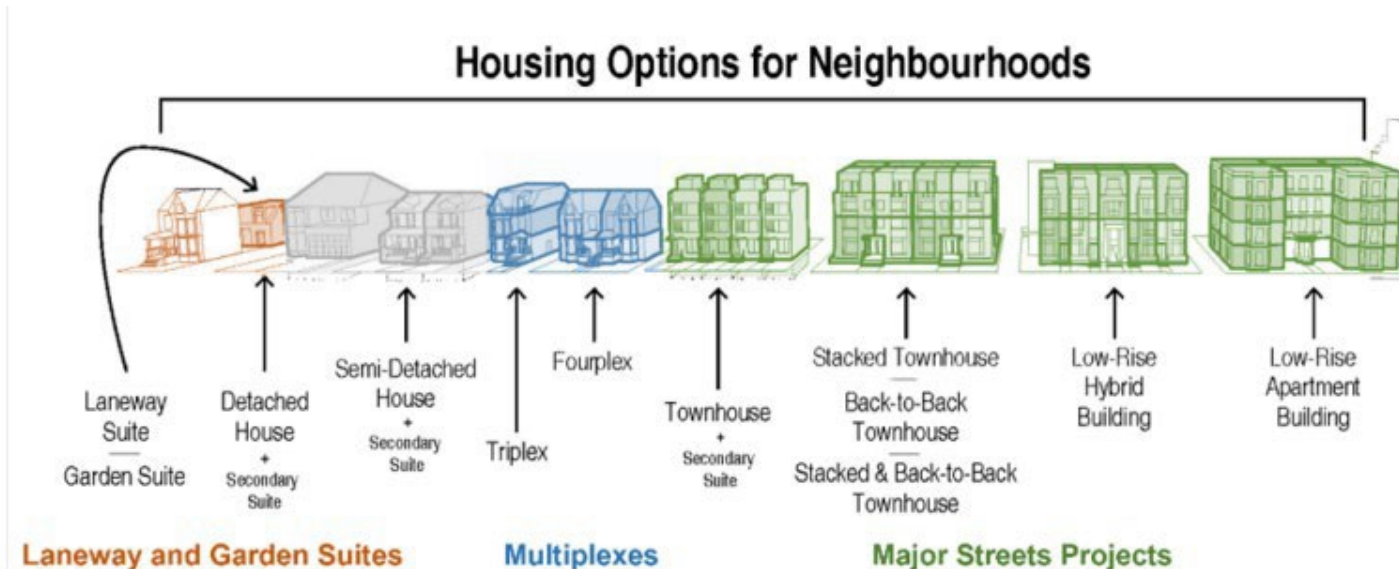 Housing Options for Neighbourhoods
Laneway
Suite
Garden Suite
Detached
House
+
Secondary
Suite
Semi-Detached
House
+
Secondary
Suite
Triplex
Fourplex
Townhouse
+
Secondary
Suite
Stacked Townhouse
Back-to-Back
Townhouse
Stacked & Back-to-Back
Townhouse
Low-Rise
Hybrid
Building
Low-Rise
Apartment
Building
Laneway and Garden Suites
Multiplexes
Major Streets Projects